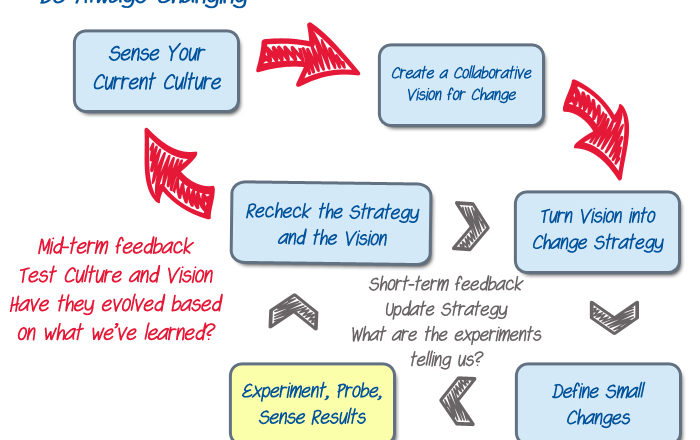 Be Always Changing
Sense Your
Current Culture
Create a Collaborative
Vision for Change
Recheck the Strategy
and the Vision
Turn Vision into
Change Strategy
Mid-term feedback
Test Culture and Vision
Have they evolved based
on what we've learned?
Short-term feedback
Update Strategy
What are the experiments
telling us?
Experiment, Probe,
Sense Results
Define Small
Changes